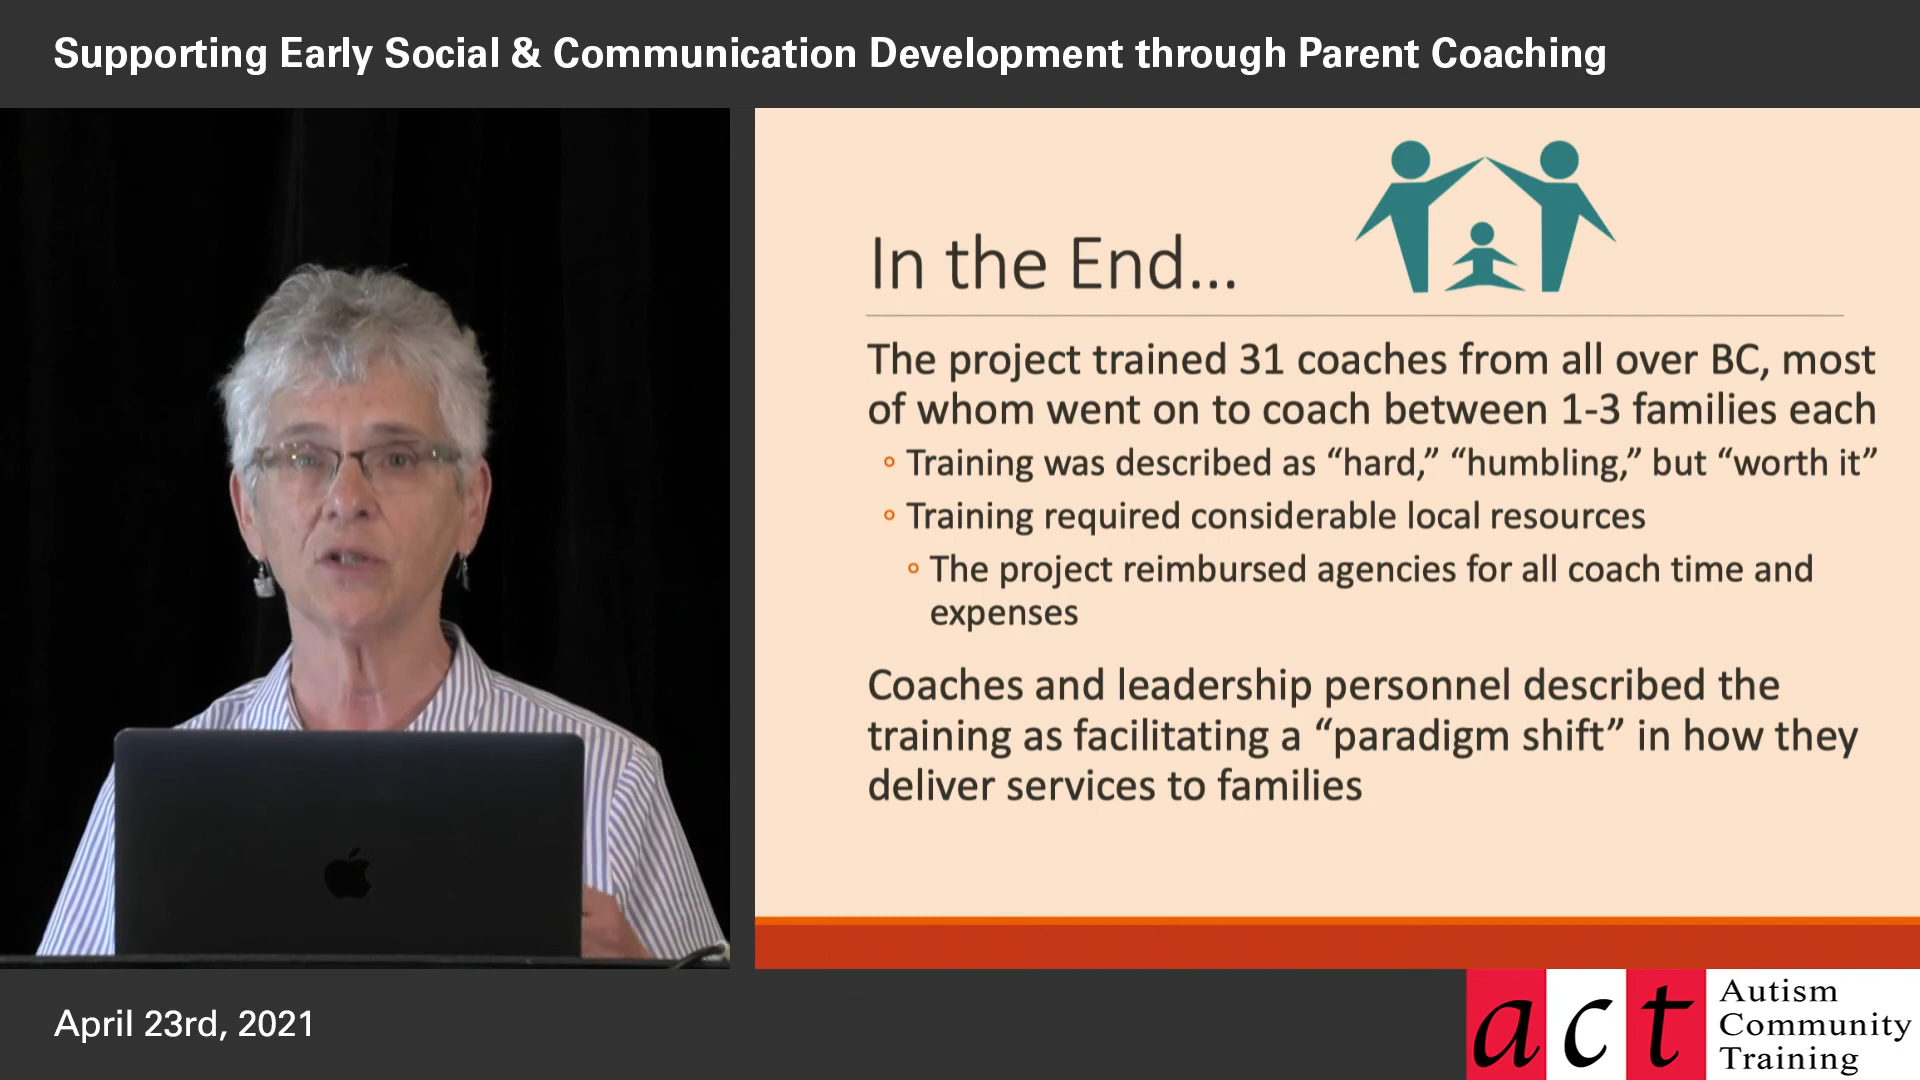 Supporting Early Social & Communication Development through Parent Coaching
In the End...
The project trained 31 coaches from all over BC, most
of whom went on to coach between 1-3 families each
Training was described as “hard,” “humbling,” but “worth it”
Training required considerable local resources
The project reimbursed agencies for all coach time and
expenses
Coaches and leadership personnel described the
training as facilitating a “paradigm shift” in how they
deliver services to families
April 23rd, 2021
act
Autism
Community
Training